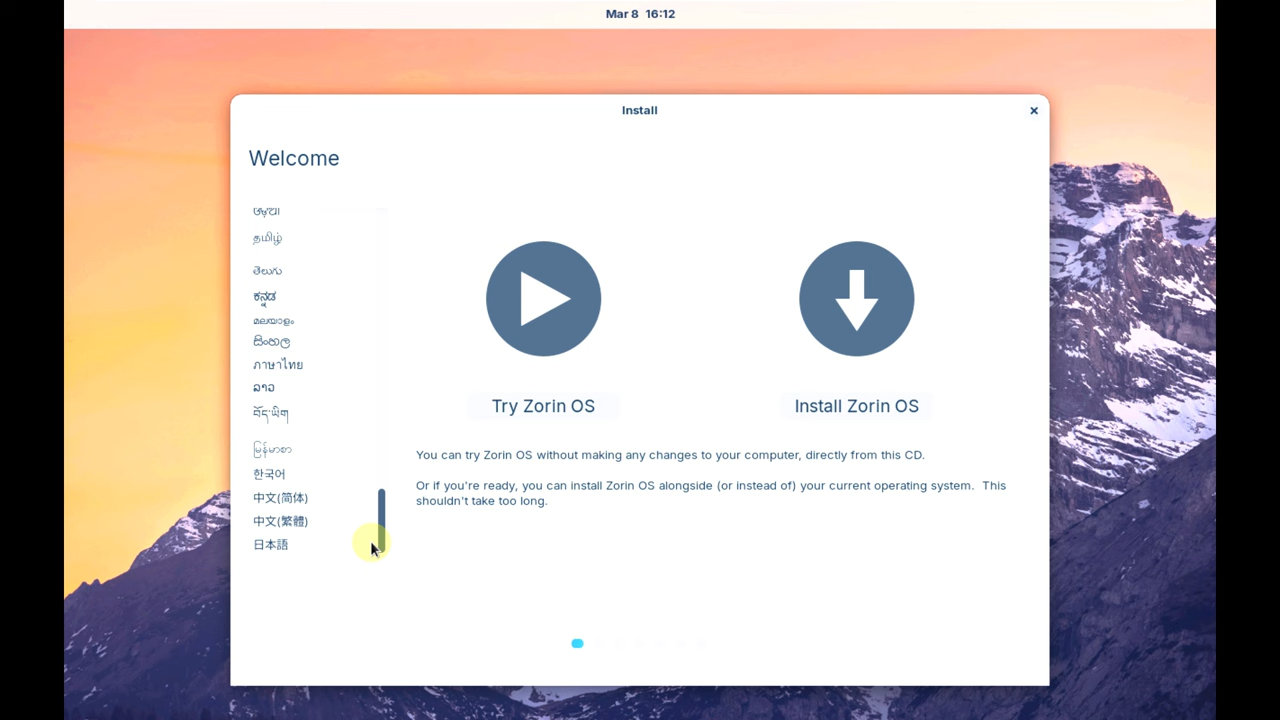 Mar 8 16:12
Install
×
Welcome
தமிழ்
తెలుగు
ಕನ್ನಡ
മലയാളം
සිංහල
ภาษาไทย
ລາວ
བོད་ཡིག
မြန်မာစာ
한국어
中文(简体)
中文(繁體)
日本語
Try Zorin OS
Install Zorin OS
You can try Zorin OS without making any changes to your computer, directly from this CD.
Or if you're ready, you can install Zorin OS alongside (or instead of) your current operating system. This
shouldn't take too long.